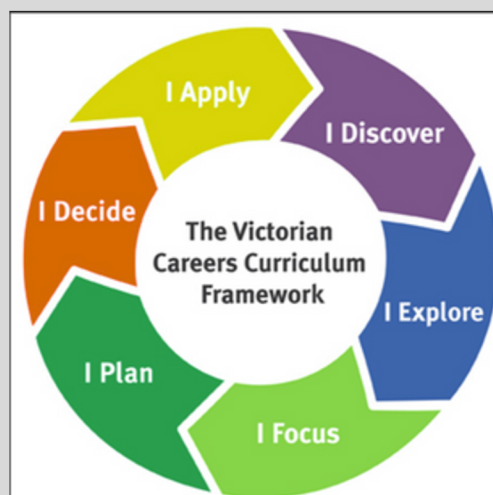 I Apply
I Discover
I Decide
The Victorian
Careers Curriculum
Framework
I Explore
I Plan
I Focus